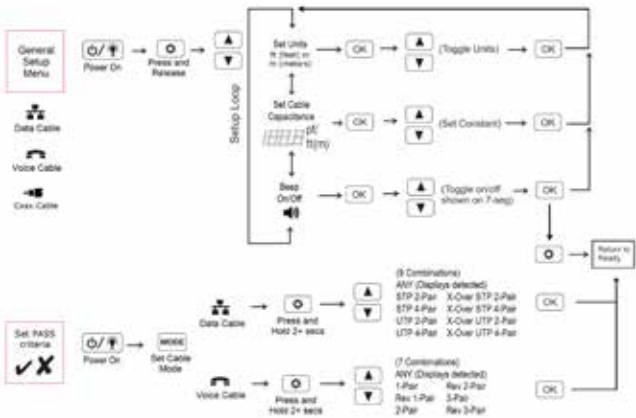 General
Setup
Menu
Power On
Press and
Release
Setup Loop
Set Units
ft (feet) or
m (meters)
OK
(Toggle Units)
OK
Data Cable
Voice Cable
Coax Cable
Set Cable
Capacitance
pf/
ft(m)
OK
(Set Constant)
OK
Beep
On/Off
OK
(Toggle on/off
shown on 7-seg)
OK
Return to
Ready
Set PASS
criteria
Power On
MODE
Set Cable
Mode
Data Cable
Press and
Hold 2+ secs
(9 Combinations)
ANY (Displays detected)
STP 2-Pair X-Over STP 2-Pair
STP 4-Pair X-Over STP 4-Pair
UTP 2-Pair X-Over UTP 2-Pair
UTP 4-Pair X-Over UTP 4-Pair
OK
Voice Cable
Press and
Hold 2+ secs
(7 Combinations)
ANY (Displays detected)
1-Pair Rev 2-Pair
Rev 1-Pair 3-Pair
2-Pair Rev 3-Pair
OK